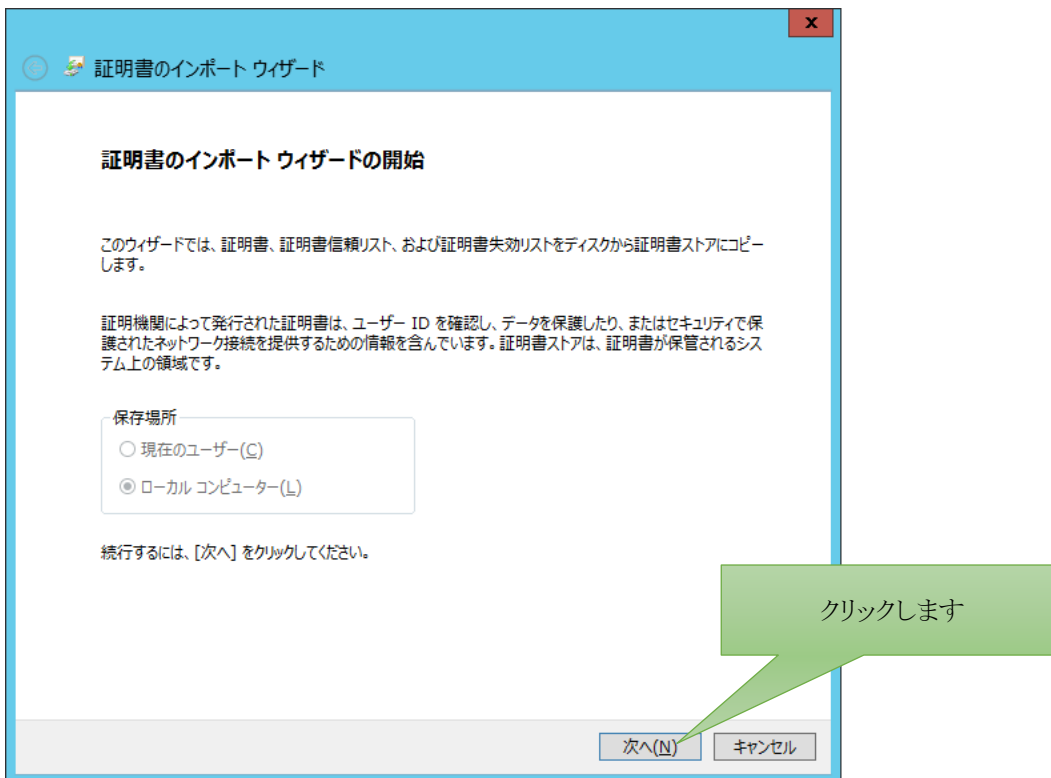 x
証明書のインポート ウィザード
証明書のインポート ウィザードの開始
このウィザードでは、証明書、証明書信頼リスト、および証明書失効リストをディスクから証明書ストアにコピー
します。
証明機関によって発行された証明書は、ユーザー ID を確認し、データを保護したり、またはセキュリティで保
護されたネットワーク接続を提供するための情報を含んでいます。証明書ストアは、証明書が保管されるシス
テム上の領域です。
保存場所
現在のユーザー(C)
ローカル コンピューター(L)
続行するには、[次へ] をクリックしてください。
クリックします
次へ(N) キャンセル